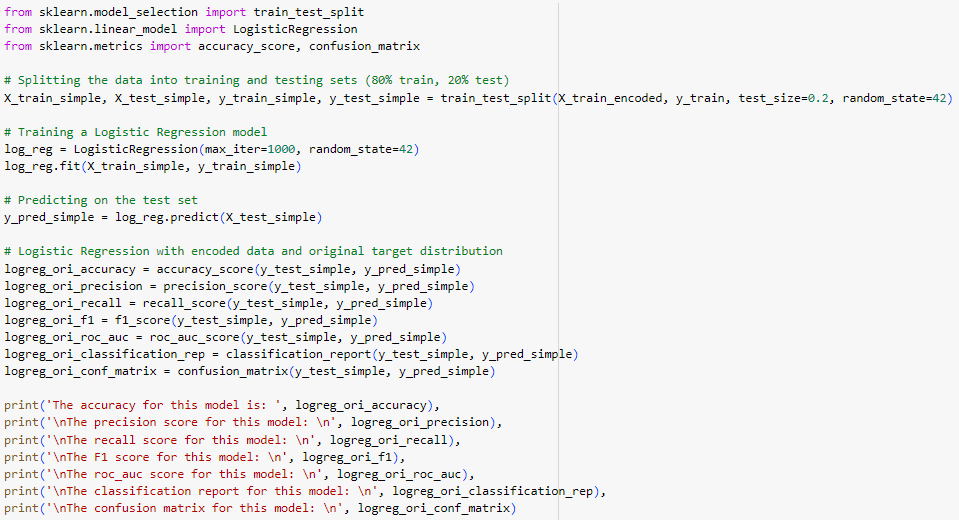 from sklearn.model_selection import train_test_split
from sklearn.linear_model import LogisticRegression
from sklearn.metrics import accuracy_score, confusion_matrix
# Splitting the data into training and testing sets (80% train, 20% test)
X_train_simple, X_test_simple, y_train_simple, y_test_simple = train_test_split(X_train_encoded, y_train, test_size=0.2, random_state=42)
# Training a Logistic Regression model
log_reg = LogisticRegression(max_iter=1000, random_state=42)
log_reg.fit(X_train_simple, y_train_simple)
# Predicting on the test set
y_pred_simple = log_reg.predict(X_test_simple)
# Logistic Regression with encoded data and original target distribution
logreg_ori_accuracy = accuracy_score(y_test_simple, y_pred_simple)
logreg_ori_precision = precision_score(y_test_simple, y_pred_simple)
logreg_ori_recall = recall_score(y_test_simple, y_pred_simple)
logreg_ori_f1 = f1_score(y_test_simple, y_pred_simple)
logreg_ori_roc_auc = roc_auc_score(y_test_simple, y_pred_simple)
logreg_ori_classification_rep = classification_report(y_test_simple, y_pred_simple)
logreg_ori_conf_matrix = confusion_matrix(y_test_simple, y_pred_simple)
print('The accuracy for this model is: ', logreg_ori_accuracy),
print('\nThe precision score for this model: \n', logreg_ori_precision),
print('\nThe recall score for this model: \n', logreg_ori_recall),
print('\nThe F1 score for this model: \n', logreg_ori_f1),
print('\nThe roc_auc score for this model: \n', logreg_ori_roc_auc),
print('\nThe classification report for this model: \n', logreg_ori_classification_rep),
print('\nThe confusion matrix for this model: \n', logreg_ori_conf_matrix)